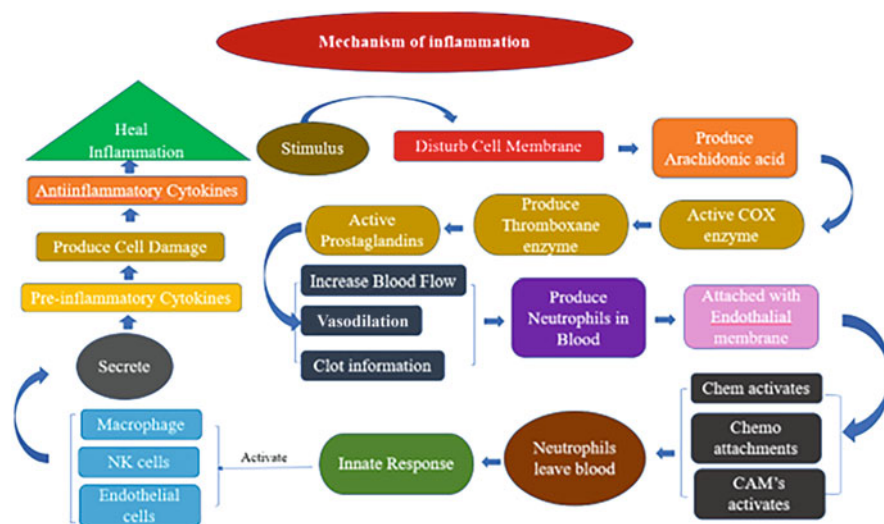 Mechanism of inflammation
Heal
Inflammation
Stimulus
Disturb Cell Membrane
Produce
Arachidonic acid
Antiinflammatory Cytokines
Active
Prostaglandins
Produce
Thromboxane
enzyme
Active COX
enzyme
Produce Cell Damage
Increase Blood Flow
Vasodilation
Clot information
Produce
Neutrophils in
Blood
Attached with
Endothalial
membrane
Pre-inflammatory Cytokines
Secrete
Chem activates
Chemo
attachments
CAM's
activates
Neutrophils
leave blood
Innate Response
Activate
Macrophage
NK cells
Endothelial
cells